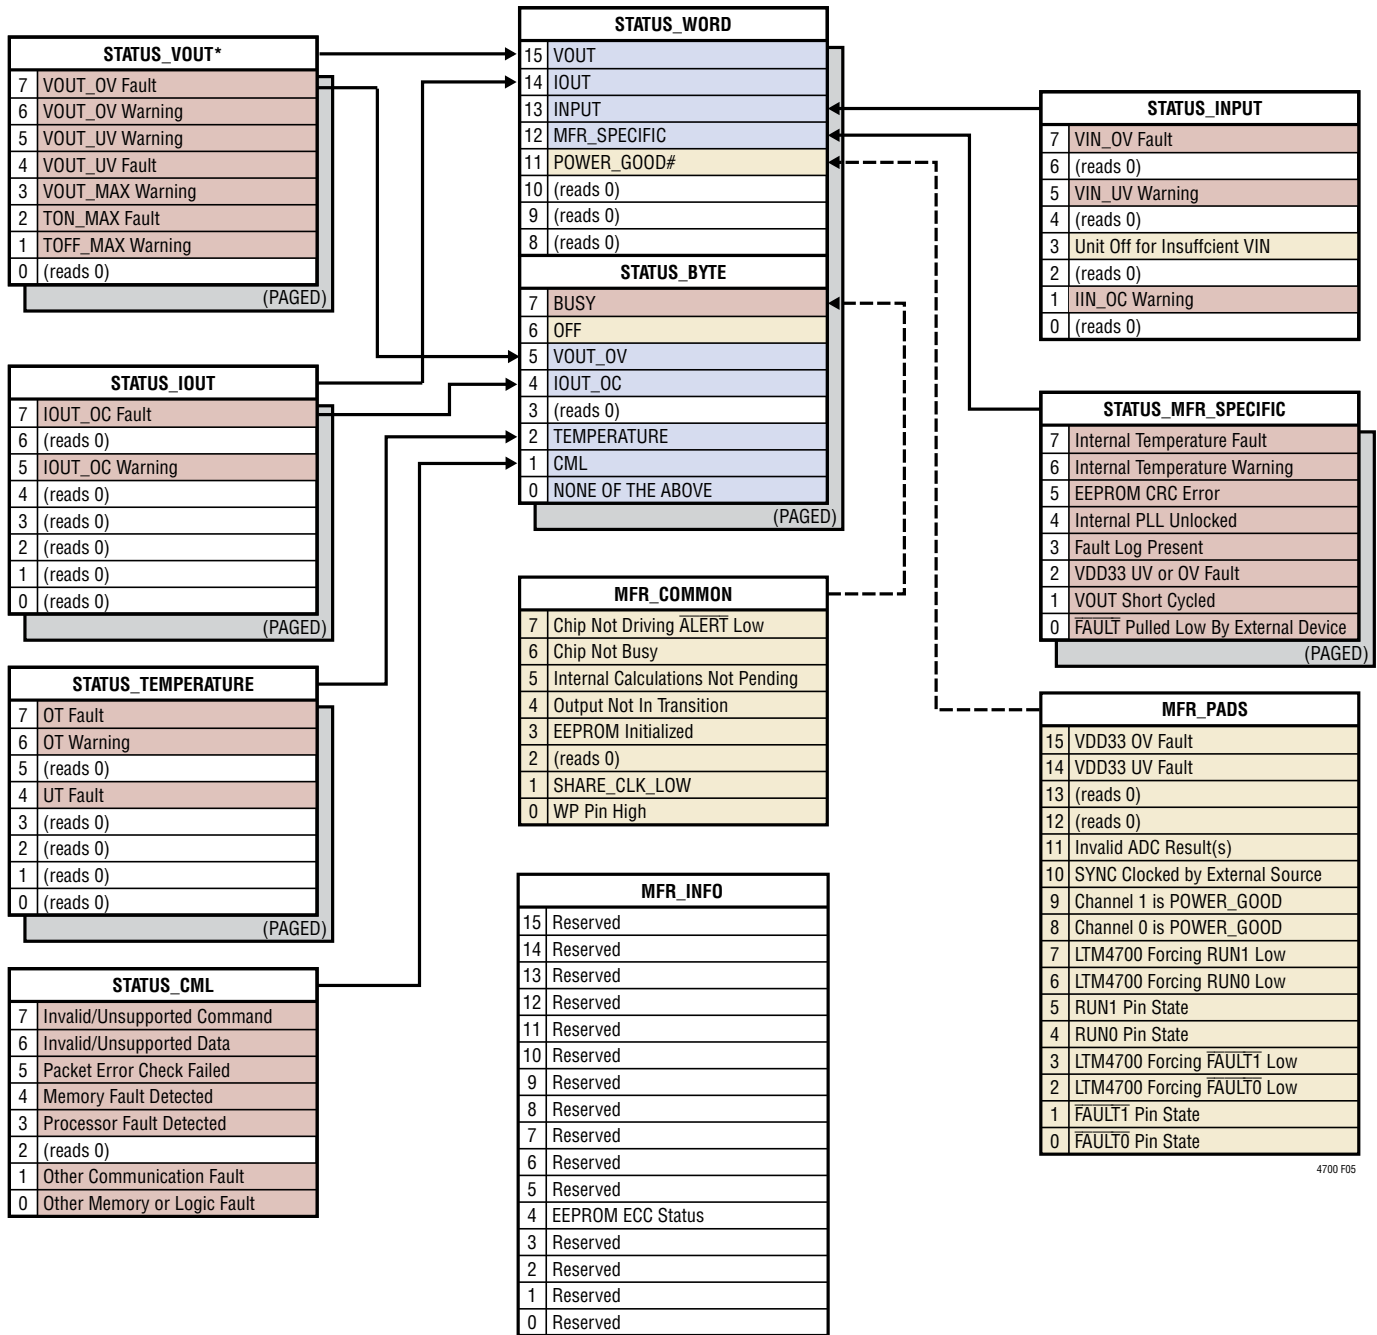 STATUS_VOUT*
7 VOUT_OV Fault
6 VOUT_OV Warning
5 VOUT_UV Warning
4 VOUT_UV Fault
3 VOUT_MAX Warning
2 TON_MAX Fault
1 TOFF_MAX Warning
0 (reads 0)
(PAGED)
STATUS_IOUT
7 IOUT_OC Fault
6 (reads 0)
5 IOUT_OC Warning
4 (reads 0)
3 (reads 0)
2 (reads 0)
1 (reads 0)
0 (reads 0)
(PAGED)
STATUS_TEMPERATURE
7 OT Fault
6 OT Warning
5 (reads 0)
4 UT Fault
3 (reads 0)
2 (reads 0)
1 (reads 0)
0 (reads 0)
(PAGED)
STATUS_CML
7 Invalid/Unsupported Command
6 Invalid/Unsupported Data
5 Packet Error Check Failed
4 Memory Fault Detected
3 Processor Fault Detected
2 (reads 0)
1 Other Communication Fault
0 Other Memory or Logic Fault
STATUS_WORD
15 VOUT
14 IOUT
13 INPUT
12 MFR_SPECIFIC
11 POWER_GOOD#
10 (reads 0)
9 (reads 0)
8 (reads 0)
STATUS_BYTE
7 BUSY
6 OFF
5 VOUT_OV
4 IOUT_OC
3 (reads 0)
2 TEMPERATURE
1 CML
0 NONE OF THE ABOVE
(PAGED)
MFR_COMMON
7 Chip Not Driving ALERT Low
6 Chip Not Busy
5 Internal Calculations Not Pending
4 Output Not In Transition
3 EEPROM Initialized
2 (reads 0)
1 SHARE_CLK_LOW
0 WP Pin High
MFR_INFO
15 Reserved
14 Reserved
13 Reserved
12 Reserved
11 Reserved
10 Reserved
9 Reserved
8 Reserved
7 Reserved
6 Reserved
5 Reserved
4 EEPROM ECC Status
3 Reserved
2 Reserved
1 Reserved
0 Reserved
STATUS_INPUT
7 VIN_OV Fault
6 (reads 0)
5 VIN_UV Warning
4 (reads 0)
3 Unit Off for Insuffcient VIN
2 (reads 0)
1 IIN_OC Warning
0 (reads 0)
STATUS_MFR_SPECIFIC
7 Internal Temperature Fault
6 Internal Temperature Warning
5 EEPROM CRC Error
4 Internal PLL Unlocked
3 Fault Log Present
2 VDD33 UV or OV Fault
1 VOUT Short Cycled
0 FAULT Pulled Low By External Device
(PAGED)
MFR_PADS
15 VDD33 OV Fault
14 VDD33 UV Fault
13 (reads 0)
12 (reads 0)
11 Invalid ADC Result(s)
10 SYNC Clocked by External Source
9 Channel 1 is POWER_GOOD
8 Channel 0 is POWER_GOOD
7 LTM4700 Forcing RUN1 Low
6 LTM4700 Forcing RUN0 Low
5 RUN1 Pin State
4 RUN0 Pin State
3 LTM4700 Forcing FAULT1 Low
2 LTM4700 Forcing FAULT0 Low
1 FAULT1 Pin State
0 FAULT0 Pin State
4700 F05